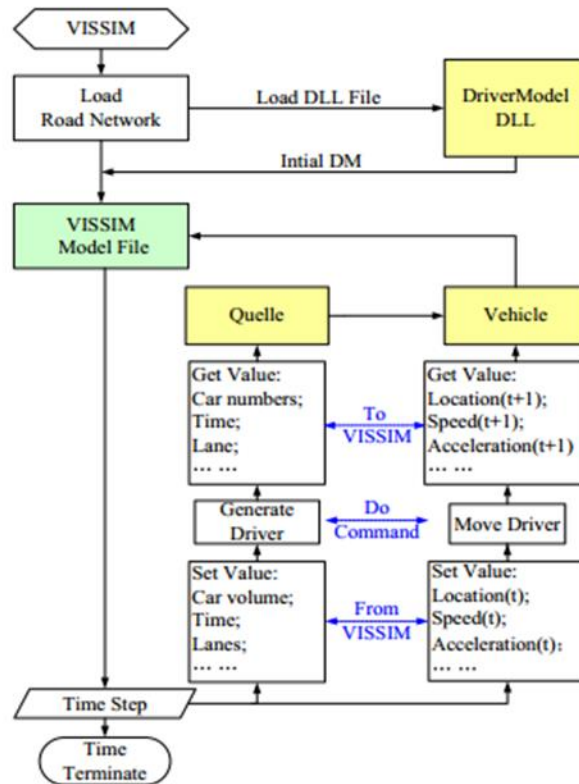 VISSIM
Load
Road Network
Load DLL File
DriverModel
DLL
Intial DM
VISSIM
Model File
Quelle
Vehicle
Get Value:
Car numbers;
Time;
Lane;
... ...
To
VISSIM
Get Value:
Location(t+1);
Speed(t+1);
Acceleration(t+1)
... ...
Generate
Driver
Do
Command
Move Driver
Set Value:
Car volume;
Time;
Lanes;
... ...
From
VISSIM
Set Value:
Location(t);
Speed(t);
Acceleration(t);
... ...
Time Step
Time
Terminate